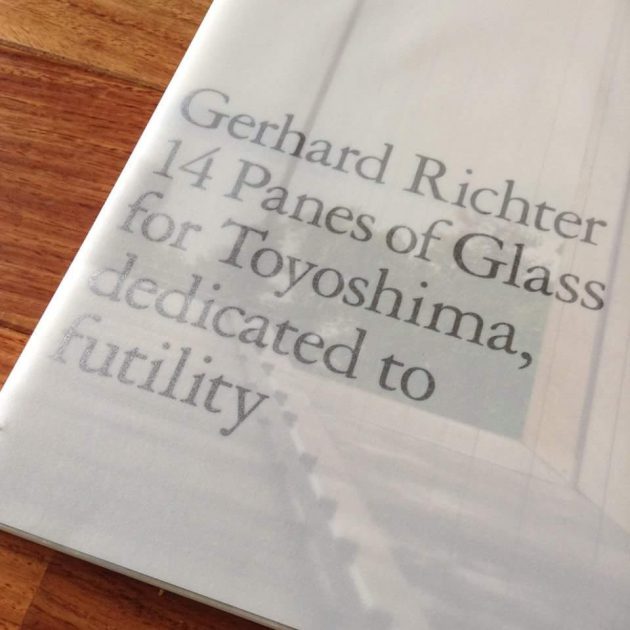 Gerhard Richter
14 Panes of Glass
for Toyoshima,
dedicated to
futility